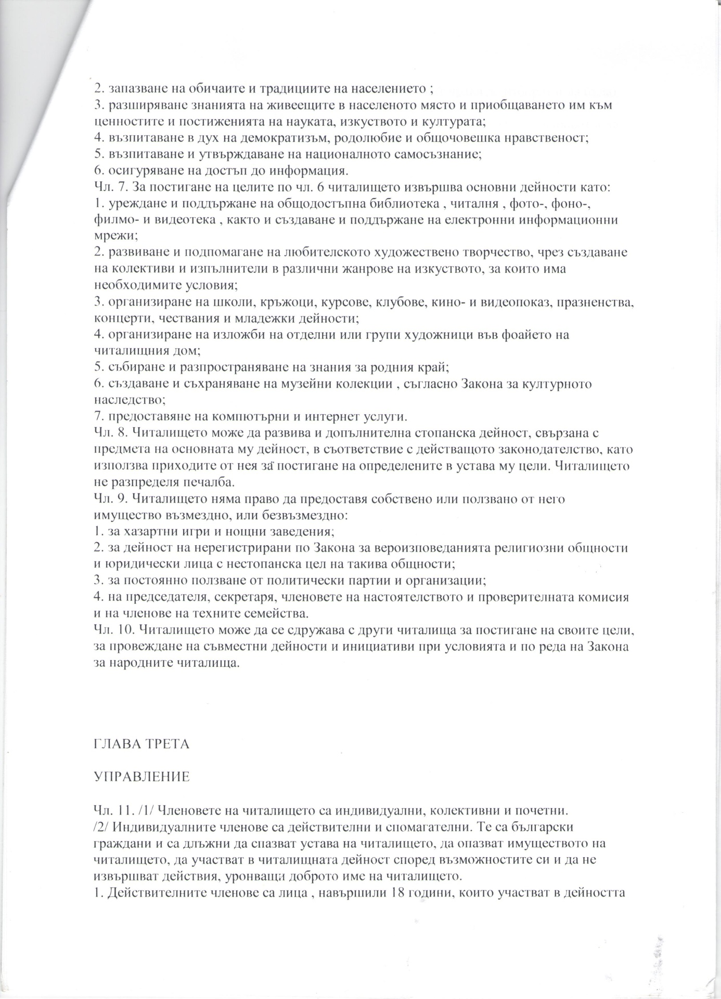 2. запазване на обичаите и традициите на населението ;
3. разширяване знанията на живеещите в населеното място и приобщаването им към
ценностите и постиженията на науката, изкуството и културата;
4. възпитаване в дух на демократизъм, родолюбие и общочовешка нравственост;
5. възпитаване и утвърждаване на националното самосъзнание;
6. осигуряване на достъп до информация.
Чл. 7. За постигане на целите по чл. 6 читалището извършва основни дейности като:
1. уреждане и поддържане на общодостъпна библиотека , читалня , фото-, фоно-,
филмо- и видеотека , както и създаване и поддържане на електронни информационни
мрежи;
2. развиване и подпомагане на любителското художествено творчество, чрез създаване
на колективи и изпълнители в различни жанрове на изкуството, за които има
необходимите условия;
3. организиране на школи, кръжоци, курсове, клубове, кино- и видеопоказ, празненства,
концерти, чествания и младежки дейности;
4. организиране на изложби на отделни или групи художници във фоайето на
читалищния дом;
5. събиране и разпространяване на знания за родния край;
6. създаване и съхраняване на музейни колекции , съгласно Закона за културното
наследство;
7. предоставяне на компютърни и интернет услуги.
Чл. 8. Читалището може да развива и допълнителна стопанска дейност, свързана с
предмета на основната му дейност, в съответствие с действащото законодателство, като
използва приходите от нея за постигане на определените в устава му цели. Читалището
не разпределя печалба.
Чл. 9. Читалището няма право да предоставя собствено или ползвано от него
имущество възмездно, или безвъзмездно:
1. за хазартни игри и нощни заведения;
2. за дейност на нерегистрирани по Закона за вероизповеданията религиозни общности
и юридически лица с нестопанска цел на такива общности;
3. за постоянно ползване от политически партии и организации;
4. на председателя, секретаря, членовете на настоятелството и проверителната комисия
и на членове на техните семейства.
Чл. 10. Читалището може да се сдружава с други читалища за постигане на своите цели,
за провеждане на съвместни дейности и инициативи при условията и по реда на Закона
за народните читалища.
ГЛАВА ТРЕТА
УПРАВЛЕНИЕ
Чл. 11. /1/ Членовете на читалището са индивидуални, колективни и почетни.
/2/ Индивидуалните членове са действителни и спомагателни. Те са български
граждани и са длъжни да спазват устава на читалището, да опазват имуществото на
читалището, да участват в читалищната дейност според възможностите си и да не
извършват действия, уронващи доброто име на читалището.
1. Действителните членове са лица , навършили 18 години, които участват в дейността